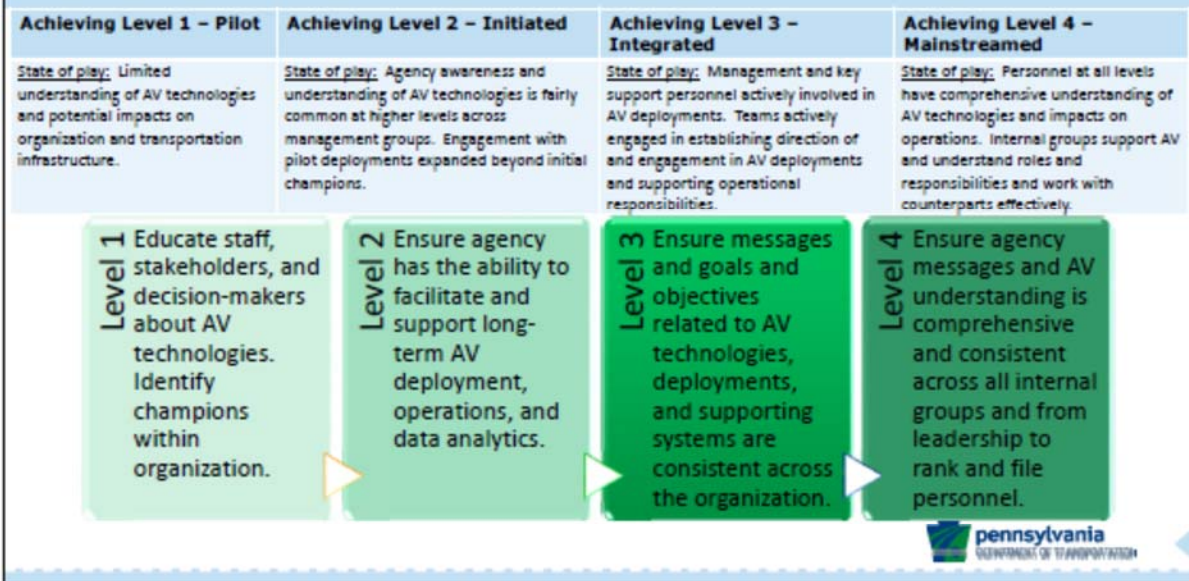 Achieving Level 1 – Pilot
State of play: Limited
understanding of AV technologies
and potential impacts on
organization and transportation
infrastructure.
Achieving Level 2 – Initiated
State of play: Agency awareness and
understanding of AV technologies is fairly
common at higher levels across
management groups. Engagement with
pilot deployments expanded beyond initial
champions.
Achieving Level 3 –
Integrated
State of play: Management and key
support personnel actively involved in
AV deployments. Teams actively
engaged in establishing direction of
and engagement in AV deployments
and supporting operational
responsibilities.
Achieving Level 4 –
Mainstreamed
State of play: Personnel at all levels
have comprehensive understanding of
AV technologies and impacts on
operations. Internal groups support AV
and understand roles and
responsibilities and work with
counterparts effectively.
Level 1
Educate staff,
stakeholders, and
decision-makers
about AV
technologies.
Identify
champions
within
organization.
Level 2
Ensure agency
has the ability to
facilitate and
support long-
term AV
deployment,
operations, and
data analytics.
Level 3
Ensure messages
and goals and
objectives
related to AV
technologies,
deployments,
and supporting
systems are
consistent across
the organization.
Level 4
Ensure agency
messages and AV
understanding is
comprehensive
and consistent
across all internal
groups and from
leadership to
rank and file
personnel.
pennsylvania
DEPARTMENT OF TRANSPORTATION